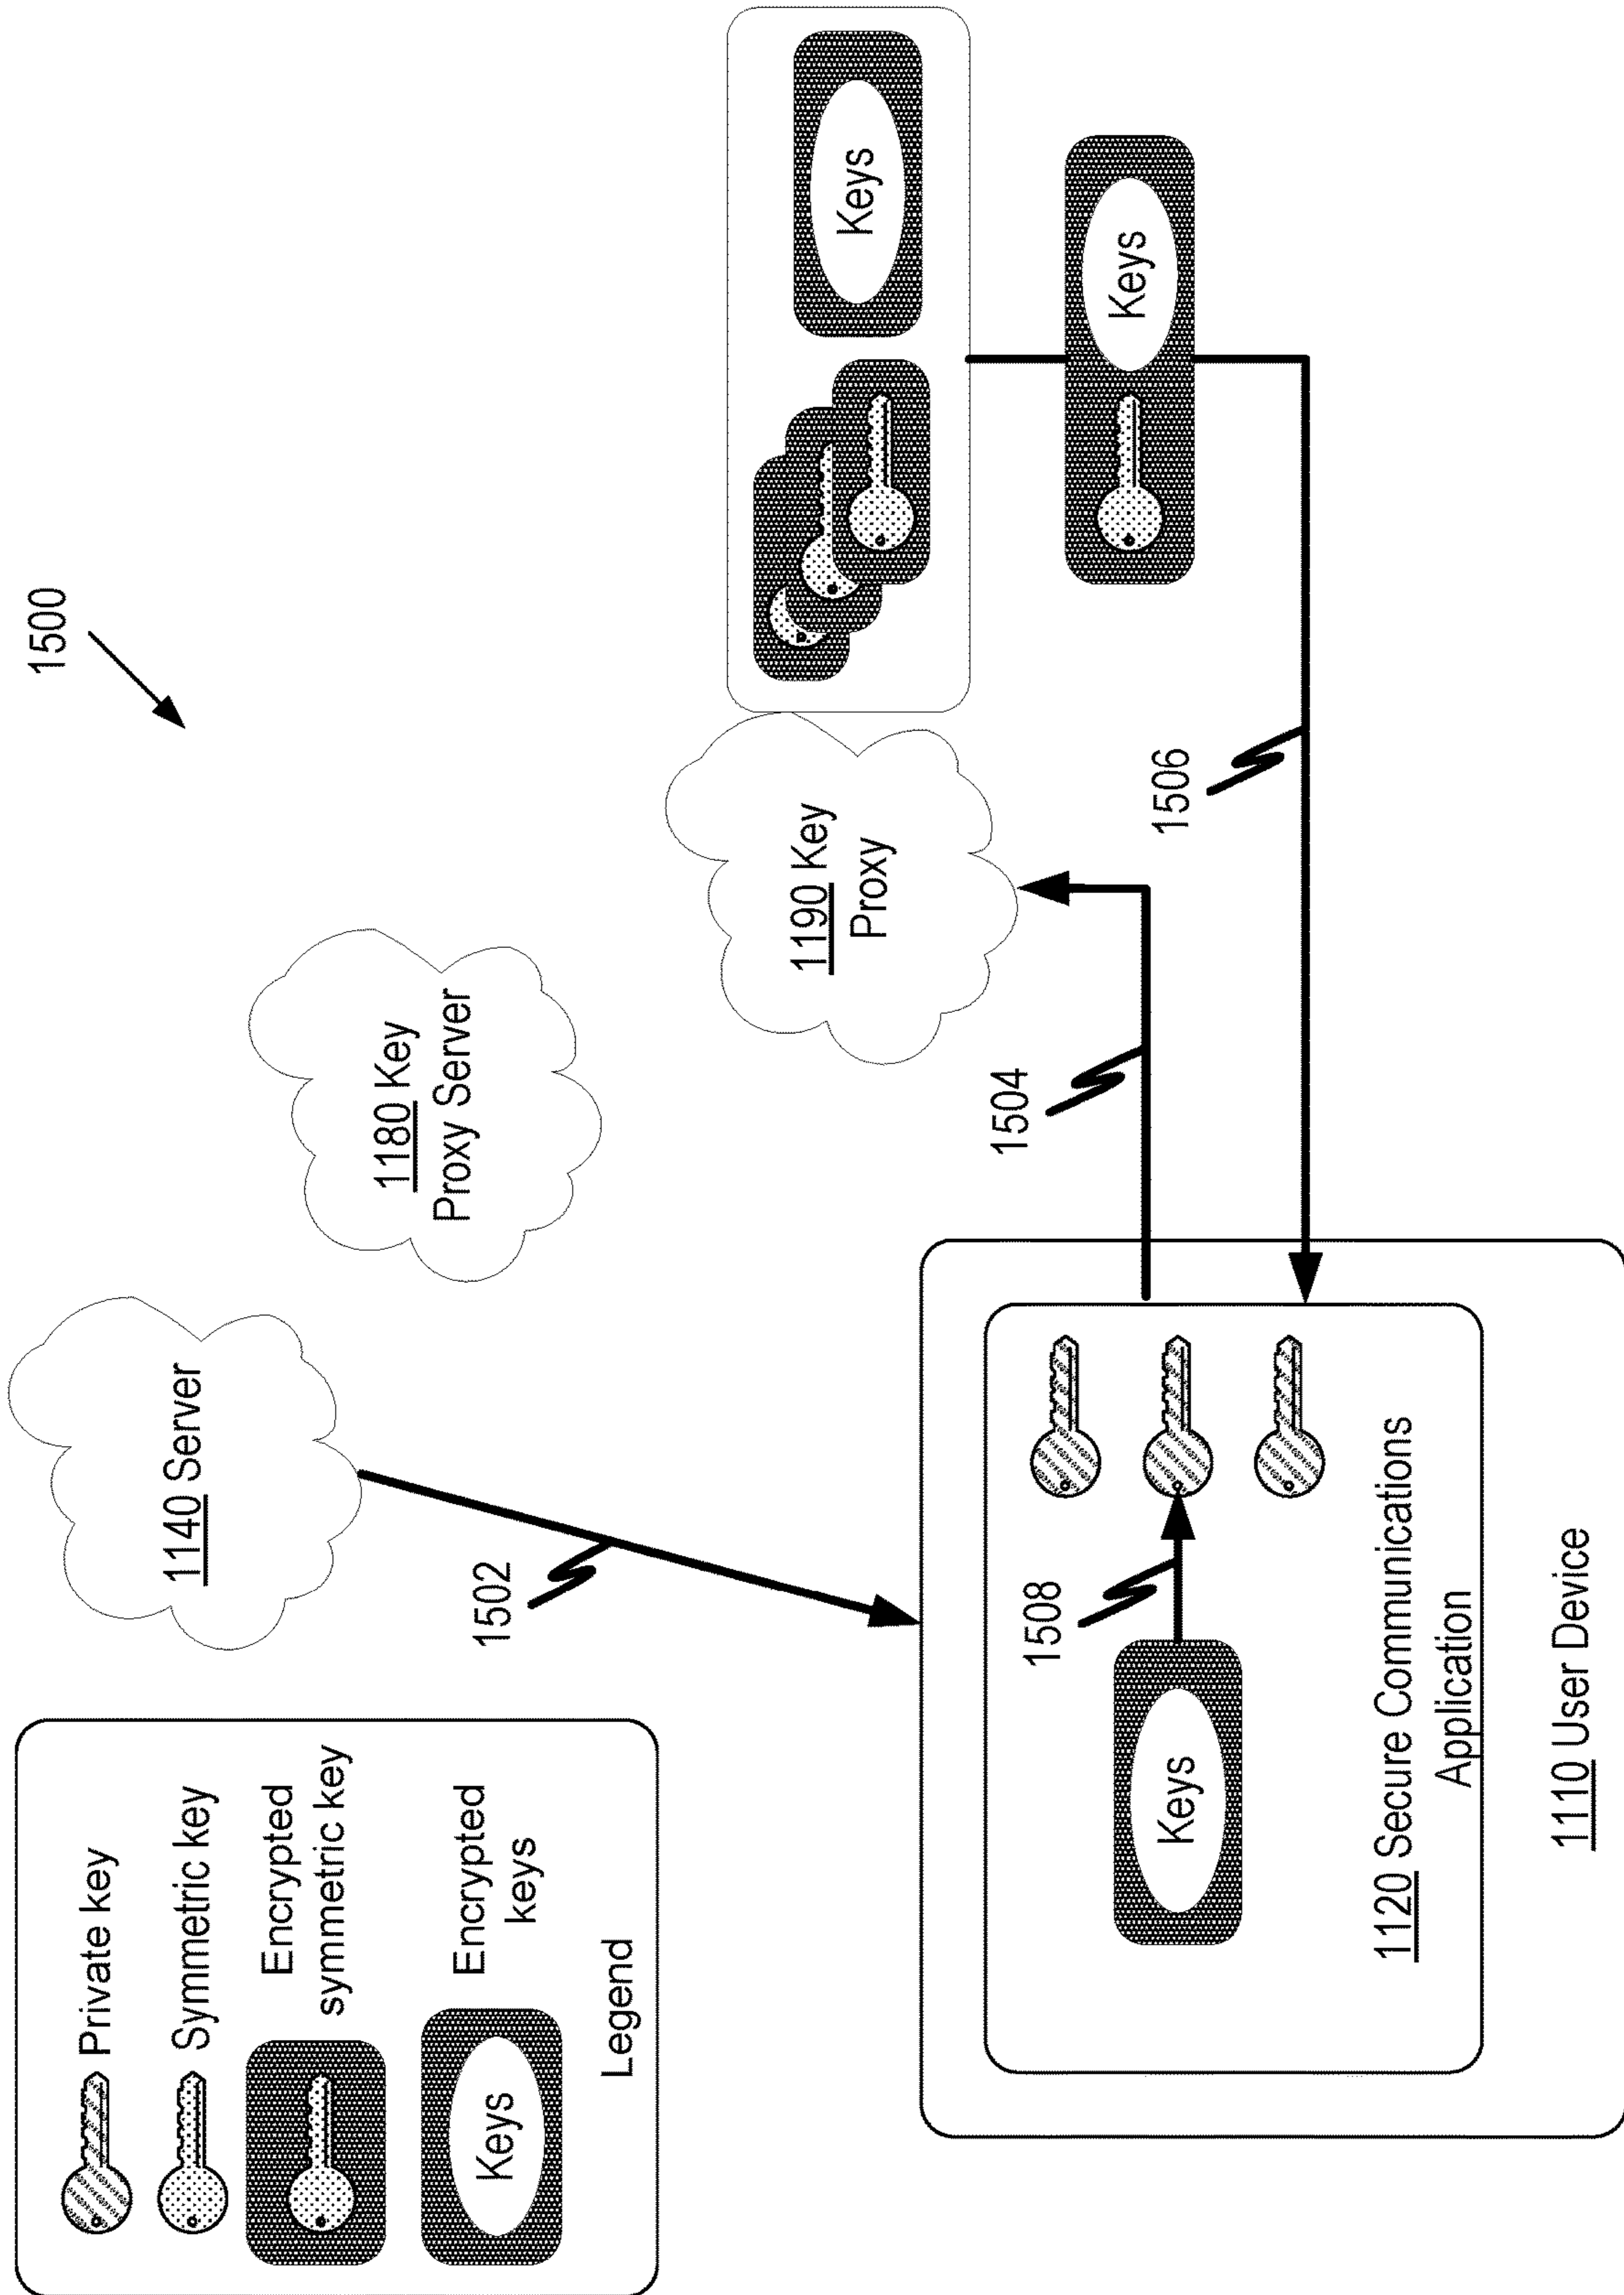 1500
Private key
Symmetric key
Encrypted
symmetric key
Keys
Encrypted
keys
Legend
1140 Server
1180 Key
Proxy Server
1190 Key
Proxy
Keys
Keys
1502
1504
1506
1508
Keys
1120 Secure Communications
Application
1110 User Device